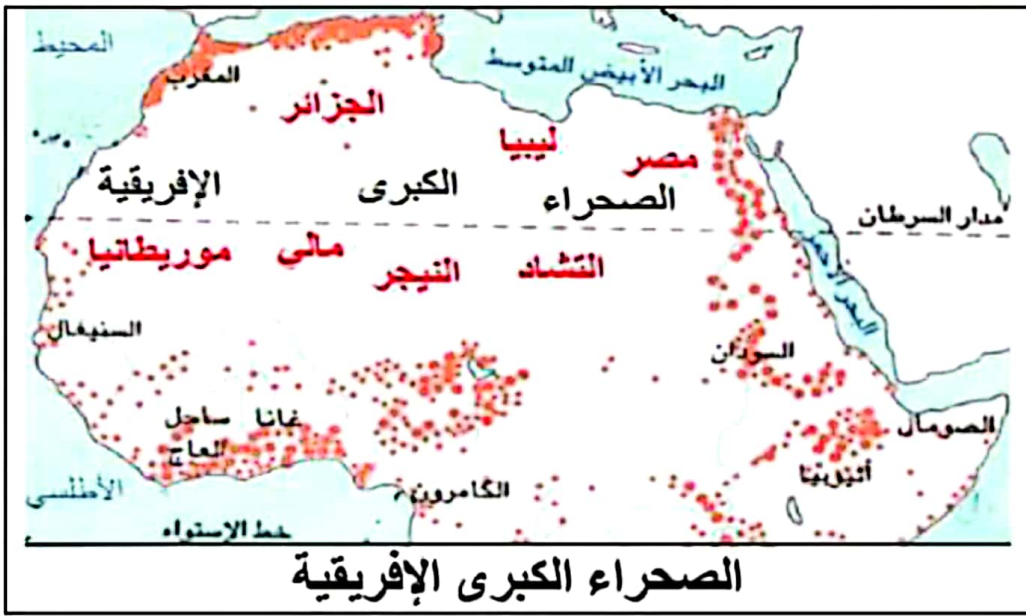 المحيط
البحر الأبيض المتوسط
المغرب
الجزائر
ليبيا
مصر
الصحراء الكبرى الإفريقية
مدار السرطان
موريطانيا
مالي
النيجر
التشاد
البحر الأحمر
السنيغال
السودان
ساحل العاج
غانا
الصومال
أثيوبيا
الأطلسي
الكامرون
خط الإستواء
الصحراء الكبرى الإفريقية